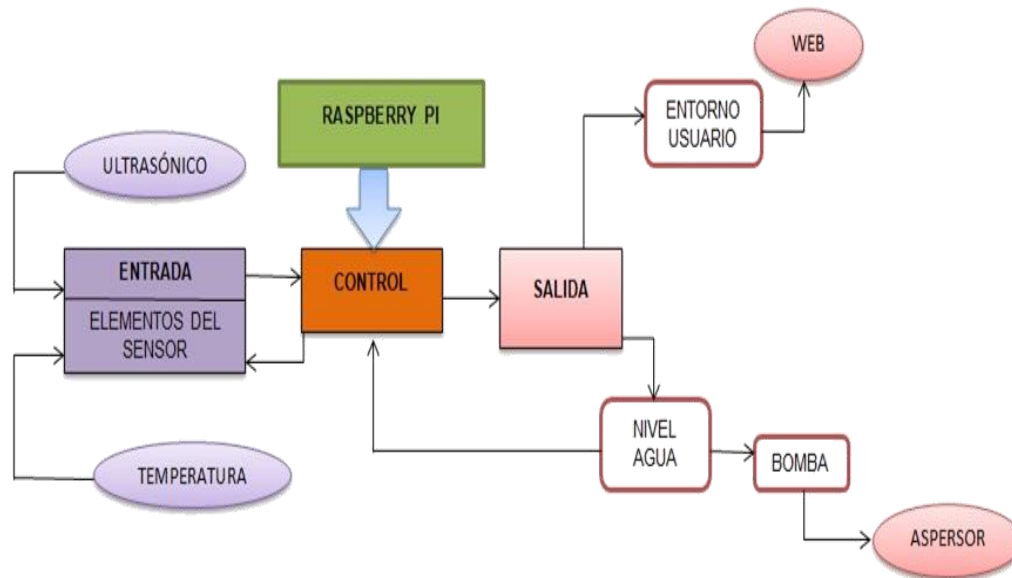 WEB
RASPBERRY PI
ENTORNO
USUARIO
ULTRASÓNICO
ENTRADA
CONTROL
SALIDA
ELEMENTOS DEL
SENSOR
NIVEL
AGUA
BOMBA
TEMPERATURA
ASPERSOR